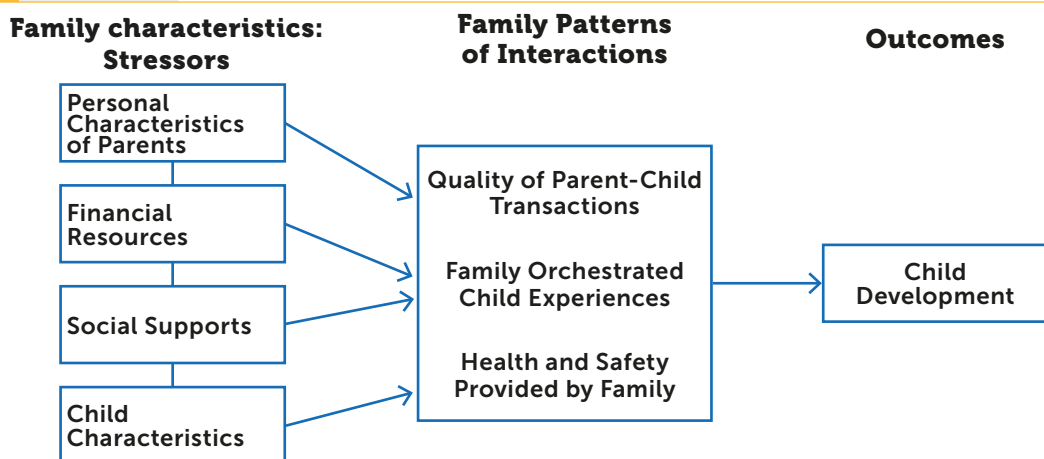 Family characteristics:
Stressors
Family Patterns
of Interactions
Outcomes
Personal
Characteristics
of Parents
Financial
Resources
Social Supports
Child
Characteristics
Quality of Parent-Child
Transactions
Family Orchestrated
Child Experiences
Health and Safety
Provided by Family
Child
Development